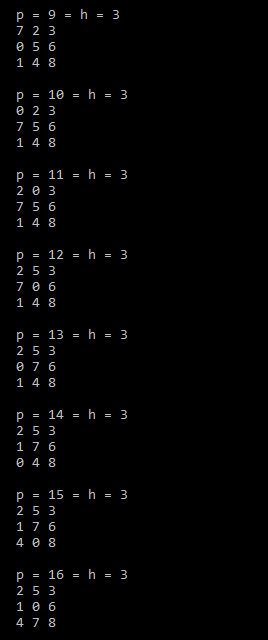 p = 9 = h = 3
7 2 3
0 5 6
1 4 8
p = 10 = h = 3
0 2 3
7 5 6
1 4 8
p = 11 = h = 3
2 0 3
7 5 6
1 4 8
p = 12 = h = 3
2 5 3
7 0 6
1 4 8
p = 13 = h = 3
2 5 3
0 7 6
1 4 8
p = 14 = h = 3
2 5 3
1 7 6
0 4 8
p = 15 = h = 3
2 5 3
1 7 6
4 0 8
p = 16 = h = 3
2 5 3
1 0 6
4 7 8